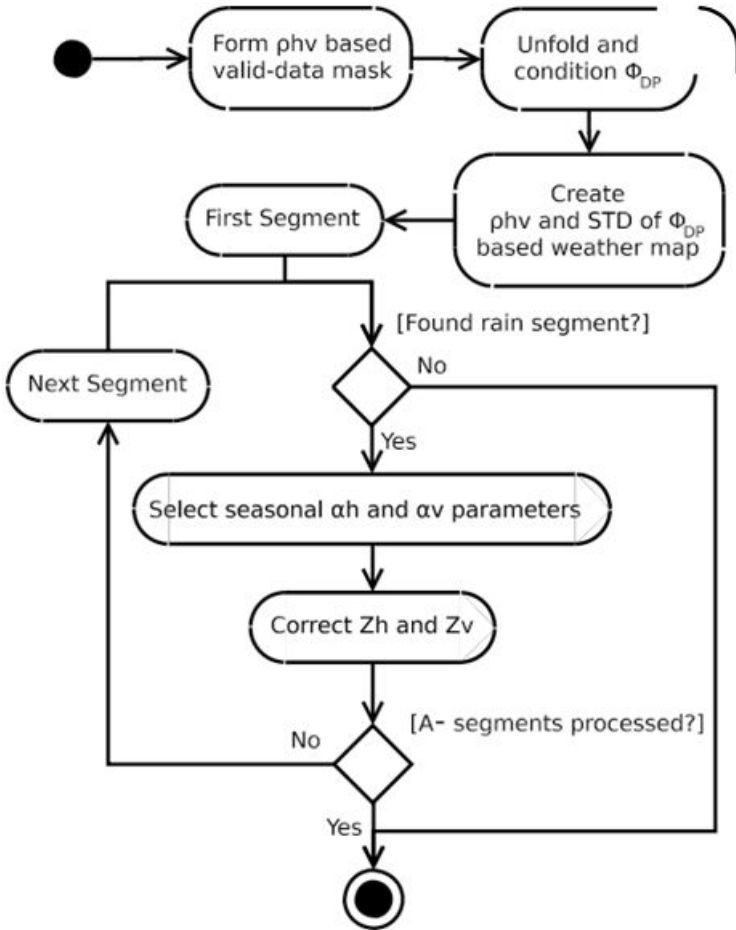 Form ρhv based
valid-data mask
Unfold and
condition Φ_DP
Create
ρhv and STD of Φ_DP
based weather map
First Segment
[Found rain segment?]
Next Segment
No
Yes
Select seasonal αh and αv parameters
Correct Zh and Zv
[A- segments processed?]
No
Yes